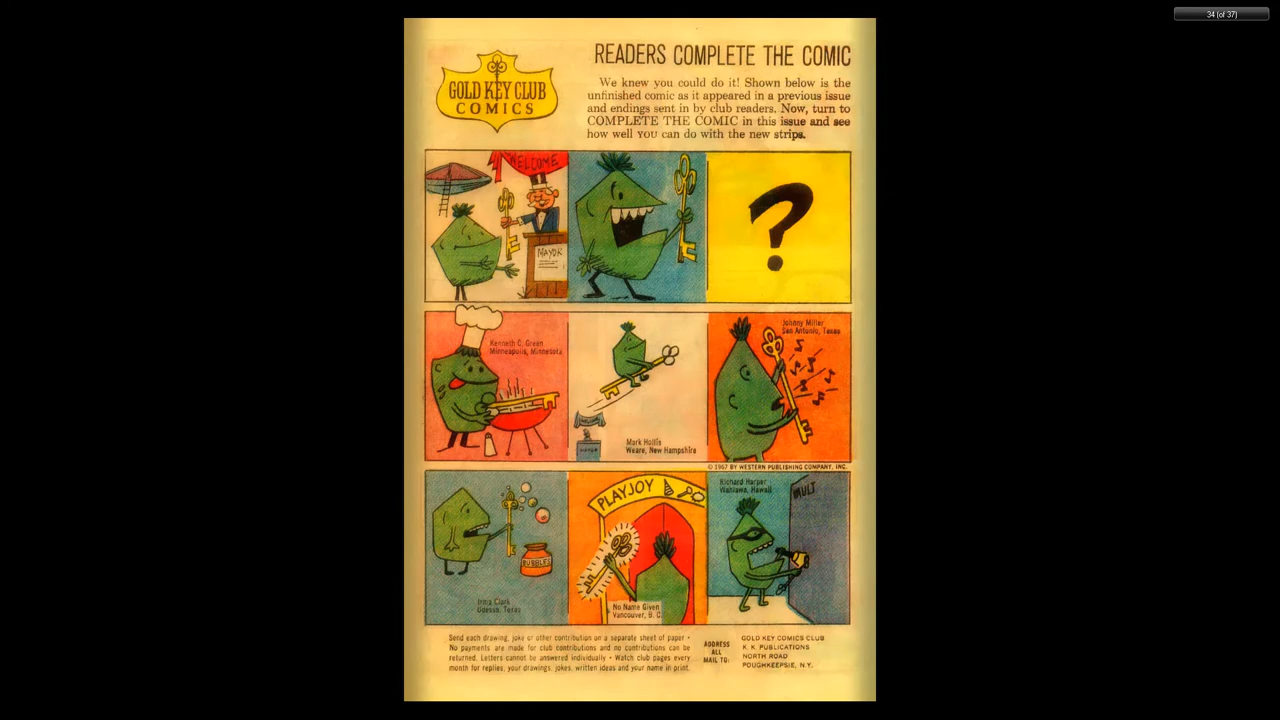 34 (of 37)
GOLD KEY CLUB
COMICS
READERS COMPLETE THE COMIC
We knew you could do it! Shown below is the
unfinished comic as it appeared in a previous issue
and endings sent in by club readers. Now, turn to
COMPLETE THE COMIC in this issue and see
how well YOU can do with the new strips.
WELCOME
MAYOR
?
Kenneth C. Green
Minneapolis, Minnesota
Mark Hollis
Weare, New Hampshire
Johnny Miller
San Antonio, Texas
© 1967 BY WESTERN PUBLISHING COMPANY, INC.
BUBBLES
Irma Clark
Odessa, Texas
PLAYJOY
No Name Given
Vancouver, B. C.
Richard Harper
Wahiawa, Hawaii
Send each drawing, joke or other contribution on a separate sheet of paper •
No payments are made for club contributions and no contributions can be
returned. Letters cannot be answered individually • Watch club pages every
month for replies, your drawings, jokes, written ideas and your name in print.
ADDRESS
ALL
MAIL TO:
GOLD KEY COMICS CLUB
K. K. PUBLICATIONS
NORTH ROAD
POUGHKEEPSIE, N.Y.